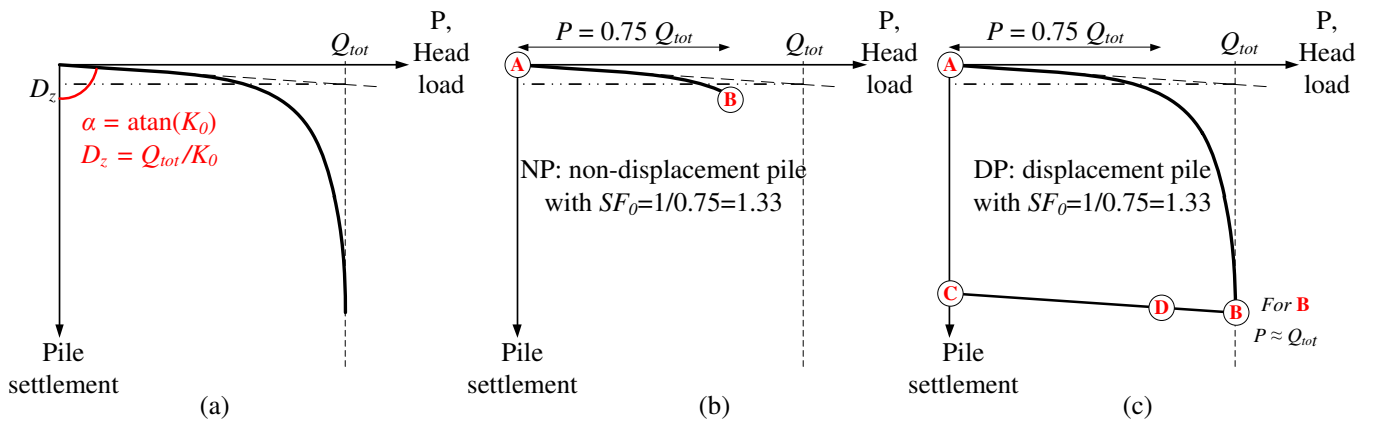 P,
Head
load
Q_tot
D_z
α = atan(K_0)
D_z = Q_tot/K_0
Pile
settlement
(a)
P = 0.75 Q_tot
Q_tot
P,
Head
load
A
B
NP: non-displacement pile
with SF_0=1/0.75=1.33
Pile
settlement
(b)
P = 0.75 Q_tot
Q_tot
P,
Head
load
A
DP: displacement pile
with SF_0=1/0.75=1.33
C
D
B
For B
P ≈ Q_tot
Pile
settlement
(c)